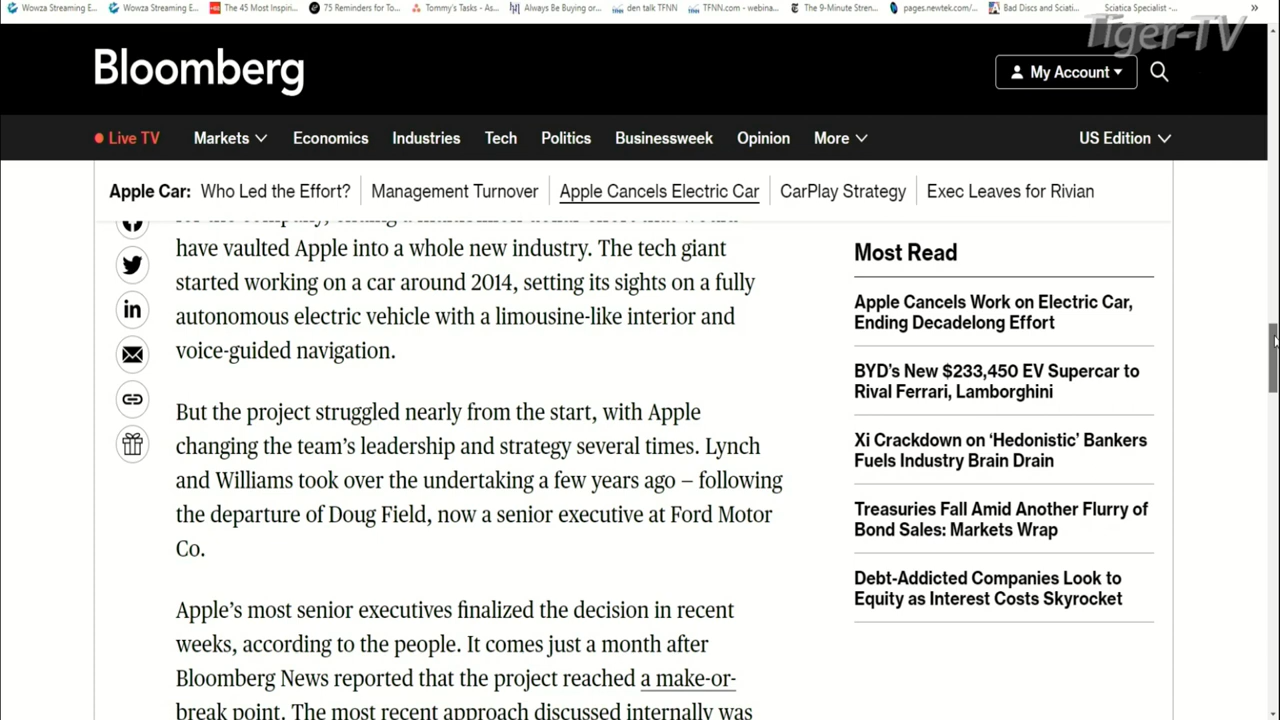 Wowza Streaming E...
Wowza Streaming E...
The 45 Most Inspiri...
75 Reminders for To...
Tommy's Tasks - As...
Always Be Buying or...
den talk TFNN
TFNN.com - webina...
The 9-Minute Stren...
pages.newtek.com/...
Bad Discs and Sciati...
Sciatica Specialist -...
»
Tiger-TV
Bloomberg
My Account
Live TV
Markets
Economics
Industries
Tech
Politics
Businessweek
Opinion
More
US Edition
Apple Car:
Who Led the Effort?
Management Turnover
Apple Cancels Electric Car
CarPlay Strategy
Exec Leaves for Rivian
have vaulted Apple into a whole new industry. The tech giant
started working on a car around 2014, setting its sights on a fully
autonomous electric vehicle with a limousine-like interior and
voice-guided navigation.
But the project struggled nearly from the start, with Apple
changing the team's leadership and strategy several times. Lynch
and Williams took over the undertaking a few years ago – following
the departure of Doug Field, now a senior executive at Ford Motor
Co.
Apple's most senior executives finalized the decision in recent
weeks, according to the people. It comes just a month after
Bloomberg News reported that the project reached a make-or-
break point. The most recent approach discussed internally was
Most Read
Apple Cancels Work on Electric Car,
Ending Decadelong Effort
BYD's New $233,450 EV Supercar to
Rival Ferrari, Lamborghini
Xi Crackdown on 'Hedonistic' Bankers
Fuels Industry Brain Drain
Treasuries Fall Amid Another Flurry of
Bond Sales: Markets Wrap
Debt-Addicted Companies Look to
Equity as Interest Costs Skyrocket